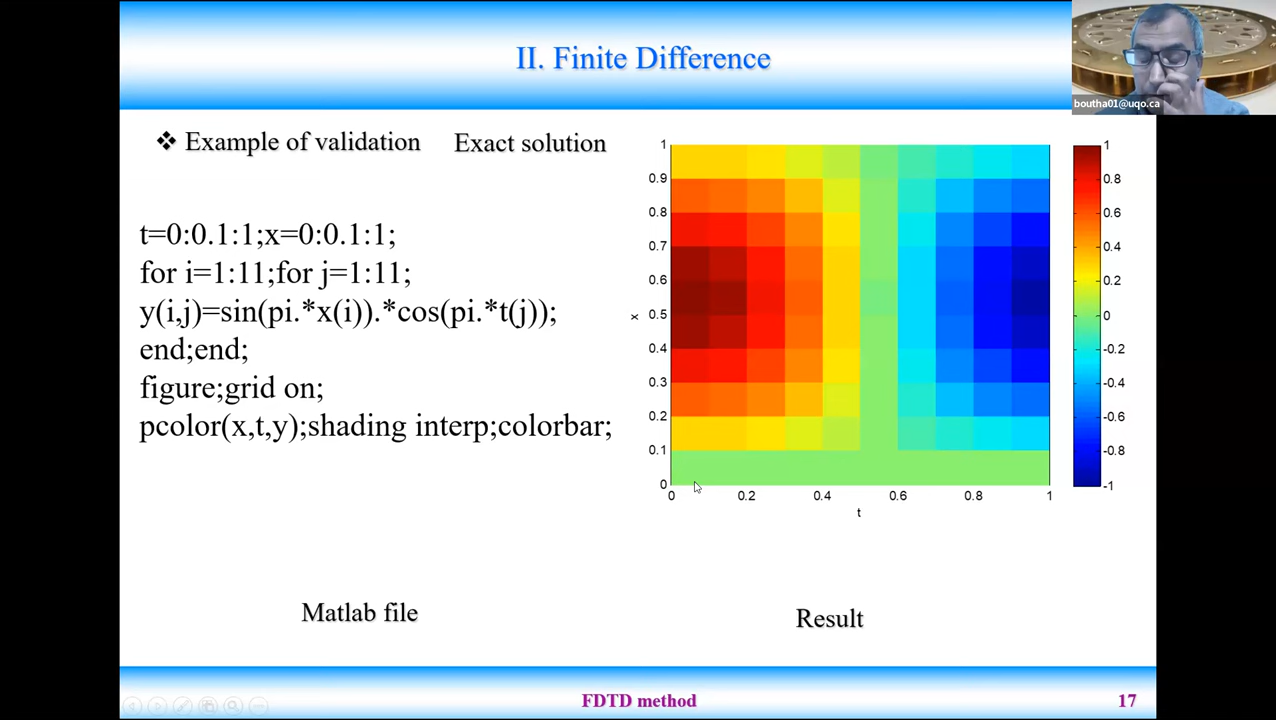 II. Finite Difference
boutha01@uqo.ca
❖ Example of validation
Exact solution
t=0:0.1:1;x=0:0.1:1;
for i=1:11;for j=1:11;
y(i,j)=sin(pi.*x(i)).*cos(pi.*t(j));
end;end;
figure;grid on;
pcolor(x,t,y);shading interp;colorbar;
1
0.9
0.8
0.7
0.6
0.5
0.4
0.3
0.2
0.1
0
x
0 0.2 0.4 0.6 0.8 1
t
1
0.8
0.6
0.4
0.2
0
-0.2
-0.4
-0.6
-0.8
-1
Matlab file
Result
FDTD method
17